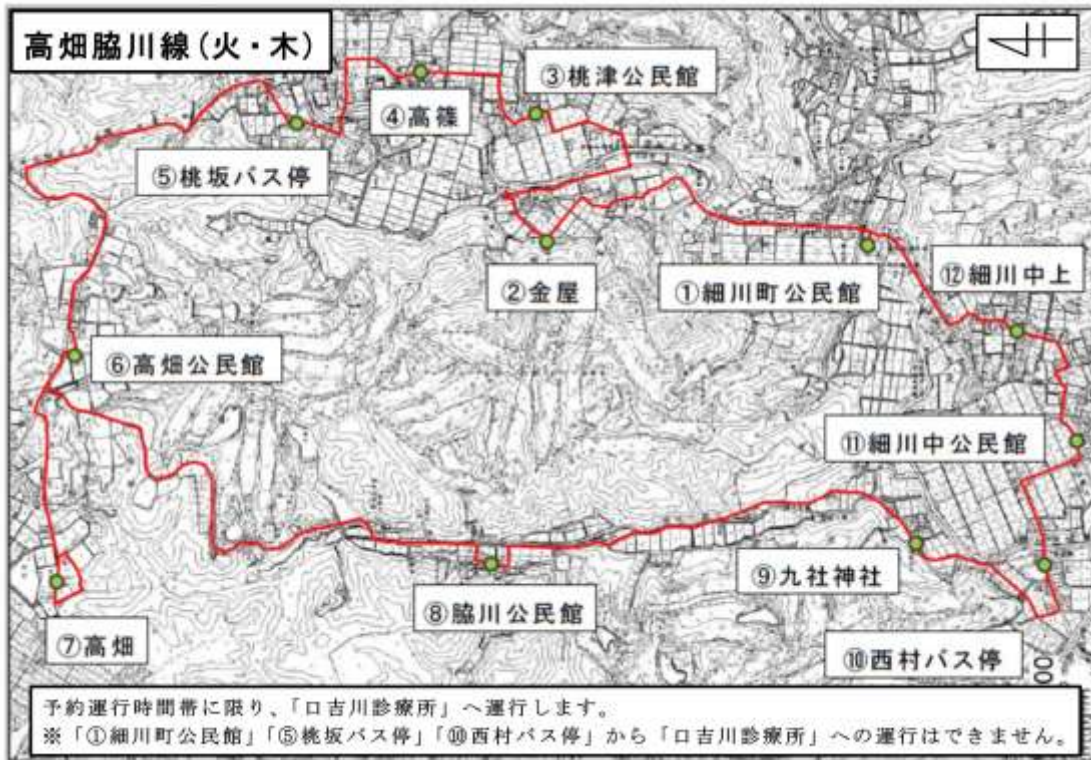 高畑脇川線(火・木)
③桃津公民館
④高篠
⑤桃坂バス停
②金屋
①細川町公民館
⑫細川中上
⑥高畑公民館
⑪細川中公民館
⑨九社神社
⑧脇川公民館
⑦高畑
⑩西村バス停
予約運行時間帯に限り、「口吉川診療所」へ運行します。
※「①細川町公民館」「⑤桃坂バス停」「⑩西村バス停」から「口吉川診療所」への運行はできません。